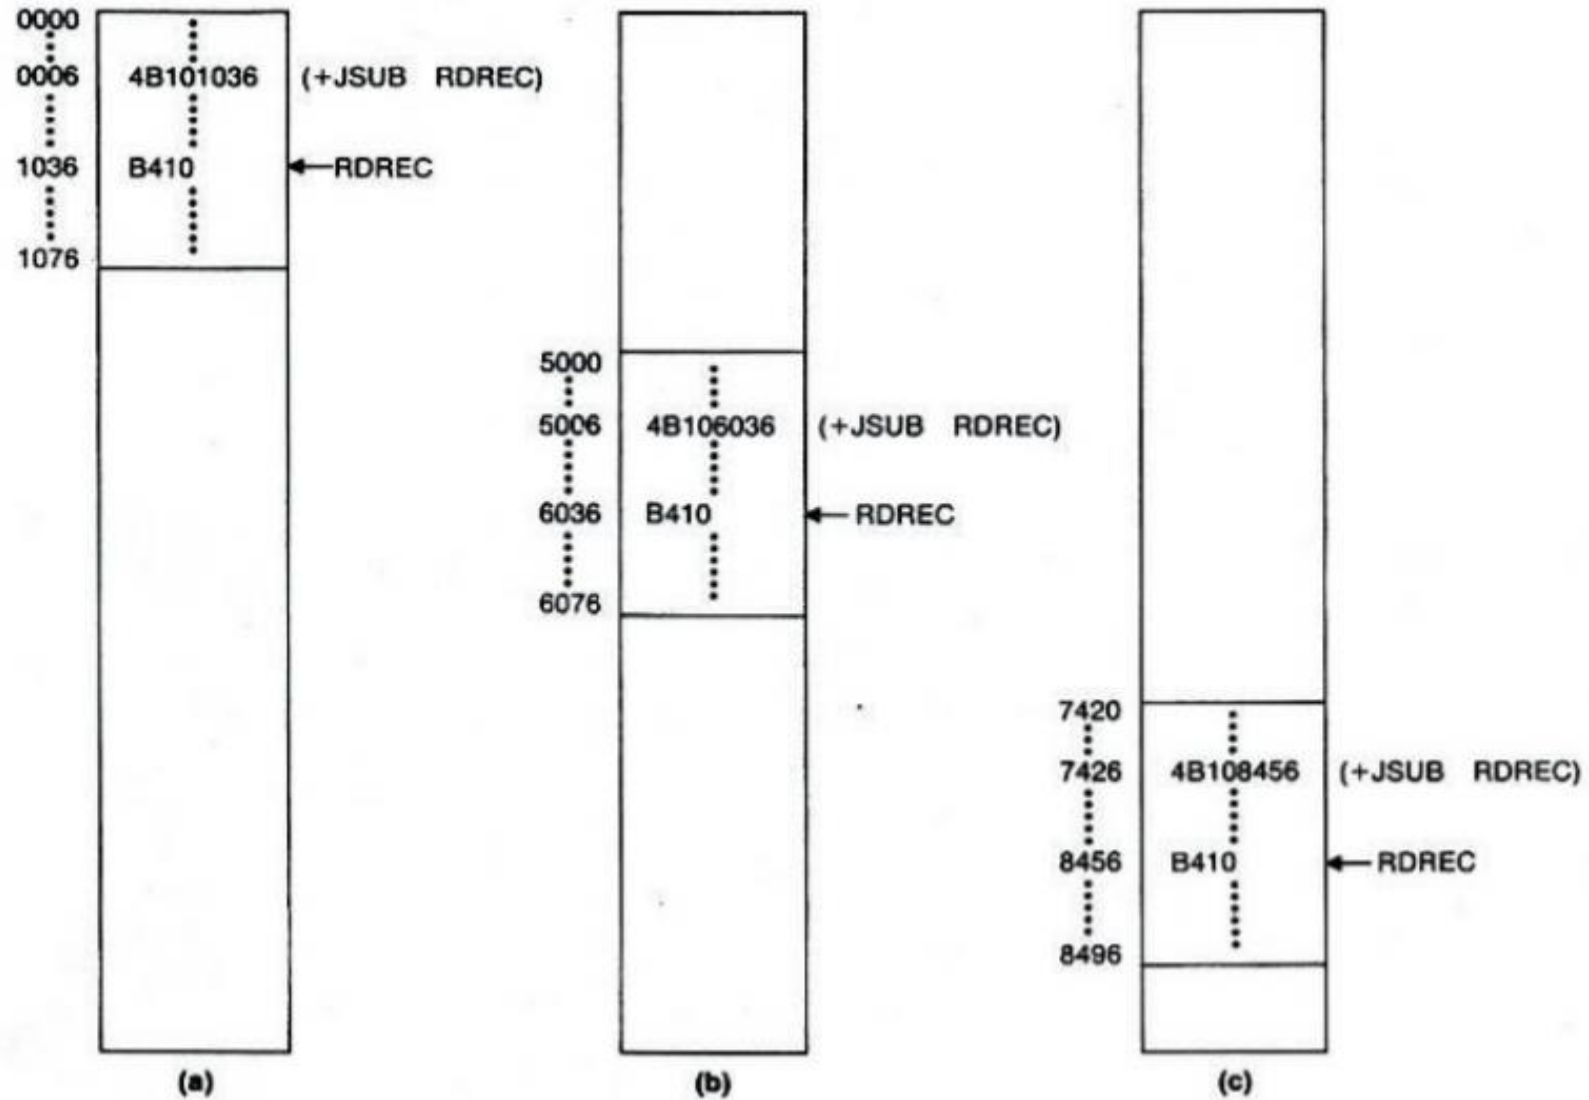 0000
0006 4B101036 (+JSUB RDREC)
1036 B410 ←RDREC
1076
5000
5006 4B106036 (+JSUB RDREC)
6036 B410 ← RDREC
6076
7420
7426 4B108456 (+JSUB RDREC)
8456 B410 ← RDREC
8496
(a) (b) (c)